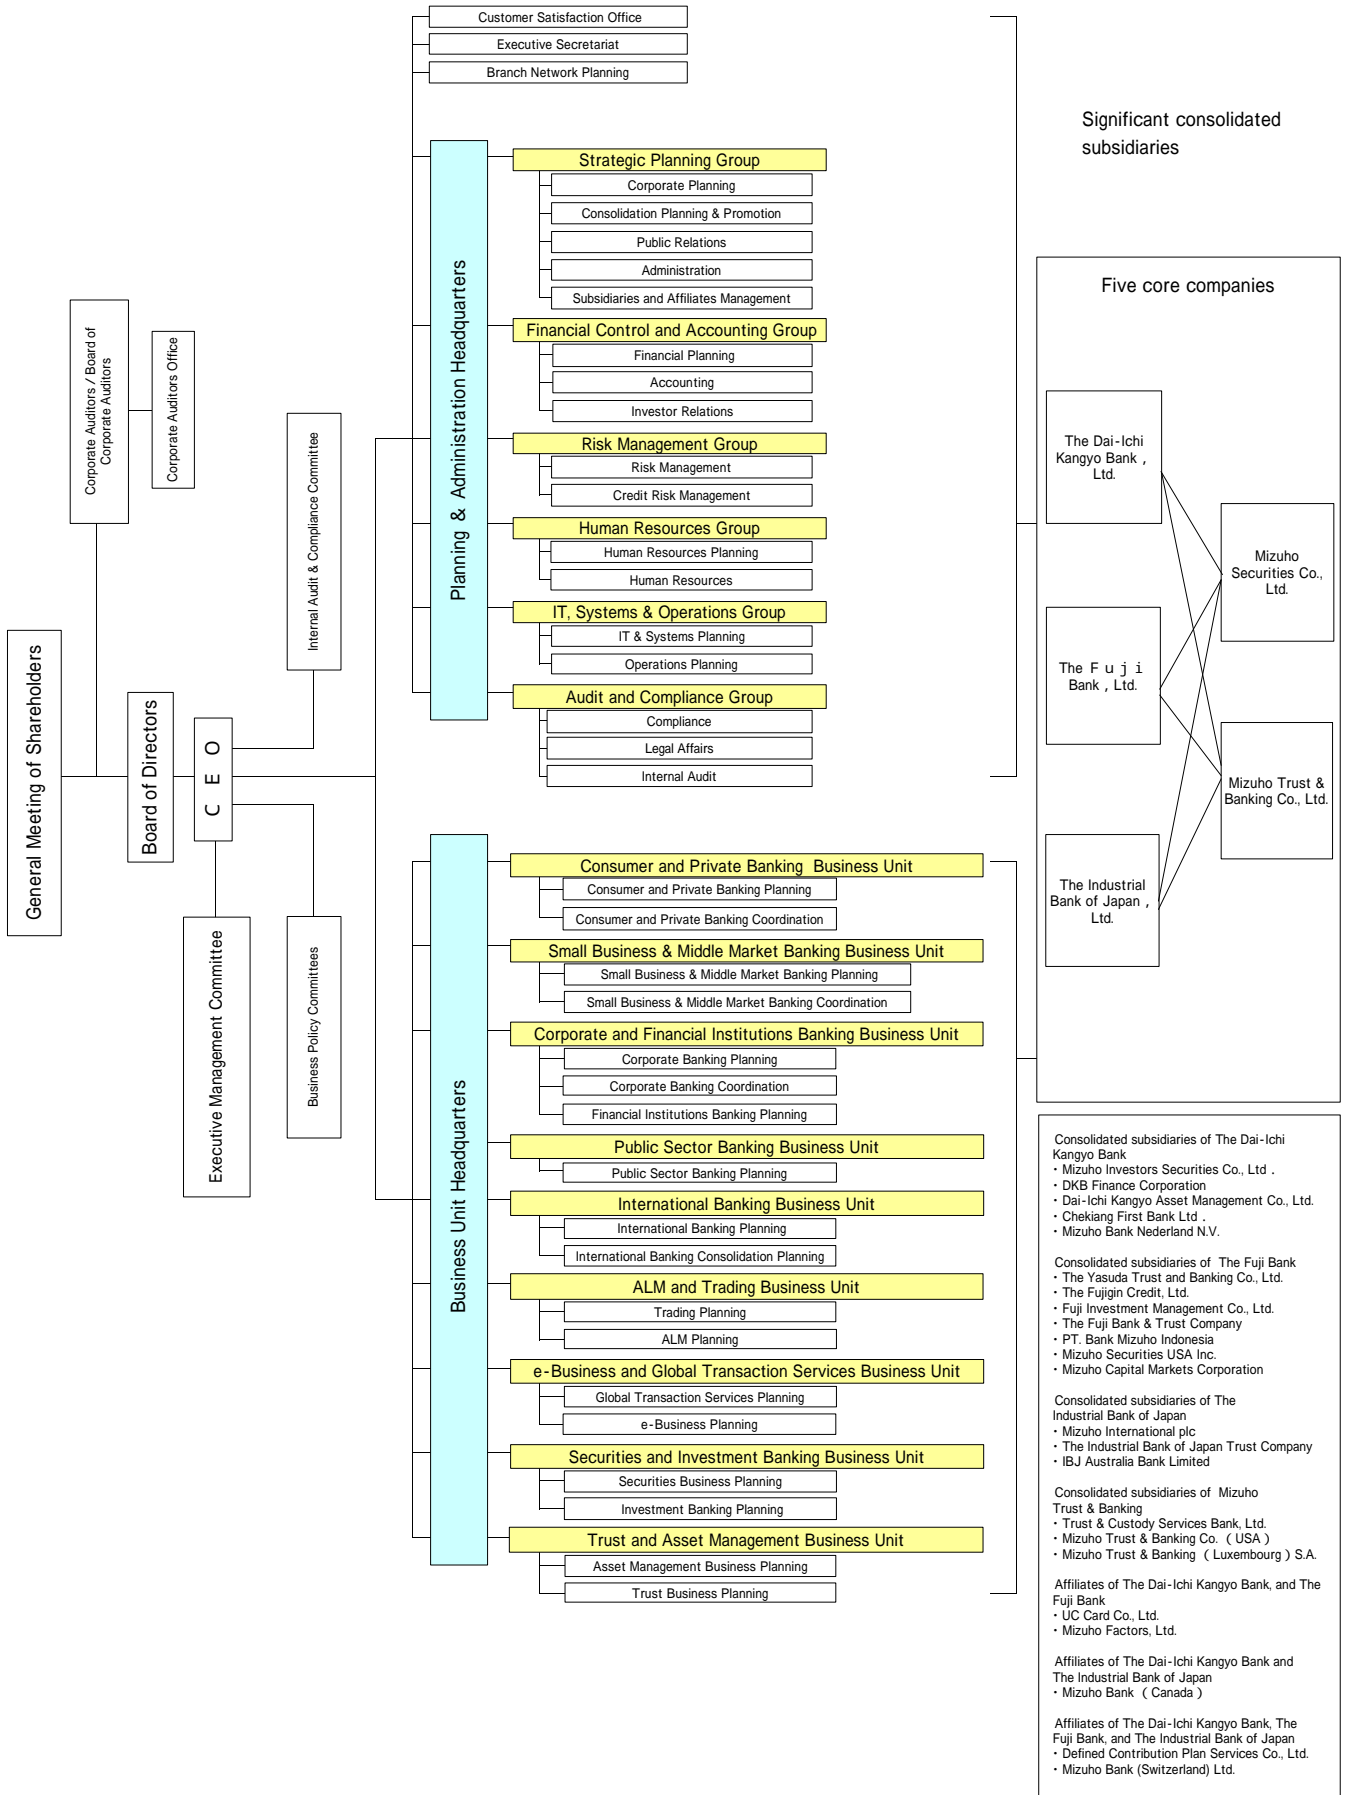 Customer Satisfaction Office
Executive Secretariat
Branch Network Planning
General Meeting of Shareholders
Corporate Auditors / Board of
Corporate Auditors
Corporate Auditors Office
Board of Directors
C E O
Internal Audit & Compliance Committee
Executive Management Committee
Business Policy Committees
Planning & Administration Headquarters
Strategic Planning Group
Corporate Planning
Consolidation Planning & Promotion
Public Relations
Administration
Subsidiaries and Affiliates Management
Financial Control and Accounting Group
Financial Planning
Accounting
Investor Relations
Risk Management Group
Risk Management
Credit Risk Management
Human Resources Group
Human Resources Planning
Human Resources
IT, Systems & Operations Group
IT & Systems Planning
Operations Planning
Audit and Compliance Group
Compliance
Legal Affairs
Internal Audit
Business Unit Headquarters
Consumer and Private Banking  Business Unit
Consumer and Private Banking Planning
Consumer and Private Banking Coordination
Small Business & Middle Market Banking Business Unit
Small Business & Middle Market Banking Planning
Small Business & Middle Market Banking Coordination
Corporate and Financial Institutions Banking Business Unit
Corporate Banking Planning
Corporate Banking Coordination
Financial Institutions Banking Planning
Public Sector Banking Business Unit
Public Sector Banking Planning
International Banking Business Unit
International Banking Planning
International Banking Consolidation Planning
ALM and Trading Business Unit
Trading Planning
ALM Planning
e-Business and Global Transaction Services Business Unit
Global Transaction Services Planning
e-Business Planning
Securities and Investment Banking Business Unit
Securities Business Planning
Investment Banking Planning
Trust and Asset Management Business Unit
Asset Management Business Planning
Trust Business Planning
Significant consolidated
subsidiaries
Five core companies
The Dai-Ichi
Kangyo Bank ,
Ltd.
The F u j i
Bank , Ltd.
The Industrial
Bank of Japan ,
Ltd.
Mizuho
Securities Co.,
Ltd.
Mizuho Trust &
Banking Co., Ltd.
Consolidated subsidiaries of The Dai-Ichi
Kangyo Bank
・Mizuho Investors Securities Co., Ltd .
・DKB Finance Corporation
・Dai-Ichi Kangyo Asset Management Co., Ltd.
・Chekiang First Bank Ltd .
・Mizuho Bank Nederland N.V.
Consolidated subsidiaries of  The Fuji Bank
・The Yasuda Trust and Banking Co., Ltd.
・The Fujigin Credit, Ltd.
・Fuji Investment Management Co., Ltd.
・The Fuji Bank & Trust Company
・PT. Bank Mizuho Indonesia
・Mizuho Securities USA Inc.
・Mizuho Capital Markets Corporation
Consolidated subsidiaries of The
Industrial Bank of Japan
・Mizuho International plc
・The Industrial Bank of Japan Trust Company
・IBJ Australia Bank Limited
Consolidated subsidiaries of  Mizuho
Trust & Banking
・Trust & Custody Services Bank, Ltd.
・Mizuho Trust & Banking Co. （USA）
・Mizuho Trust & Banking （Luxembourg）S.A.
Affiliates of The Dai-Ichi Kangyo Bank, and The
Fuji Bank
・UC Card Co., Ltd.
・Mizuho Factors, Ltd.
Affiliates of The Dai-Ichi Kangyo Bank and
The Industrial Bank of Japan
・Mizuho Bank （Canada）
Affiliates of The Dai-Ichi Kangyo Bank, The
Fuji Bank, and The Industrial Bank of Japan
・Defined Contribution Plan Services Co., Ltd.
・Mizuho Bank (Switzerland) Ltd.